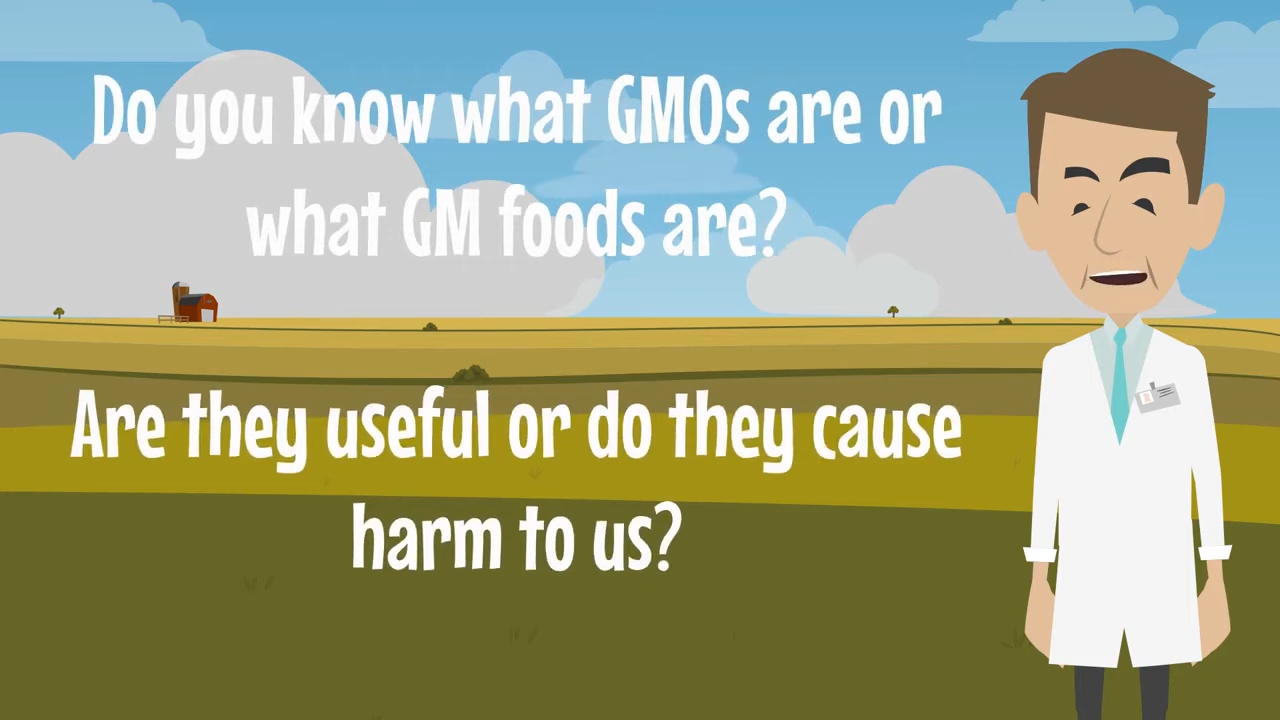 Do you know what GMOs are or
what GM foods are?
Are they useful or do they cause
harm to us?